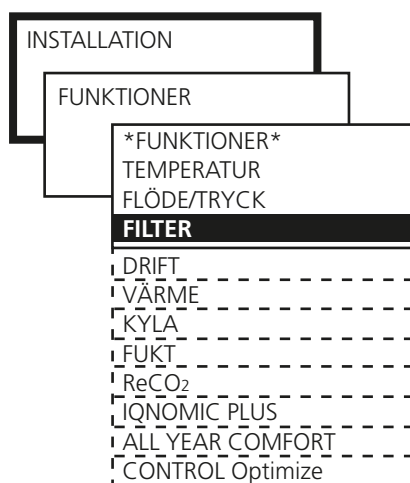 INSTALLATION
FUNKTIONER
*FUNKTIONER*
TEMPERATUR
FLÖDE/TRYCK
FILTER
DRIFT
VÄRME
KYLA
FUKT
ReCO₂
IQNOMIC PLUS
ALL YEAR COMFORT
CONTROL Optimize